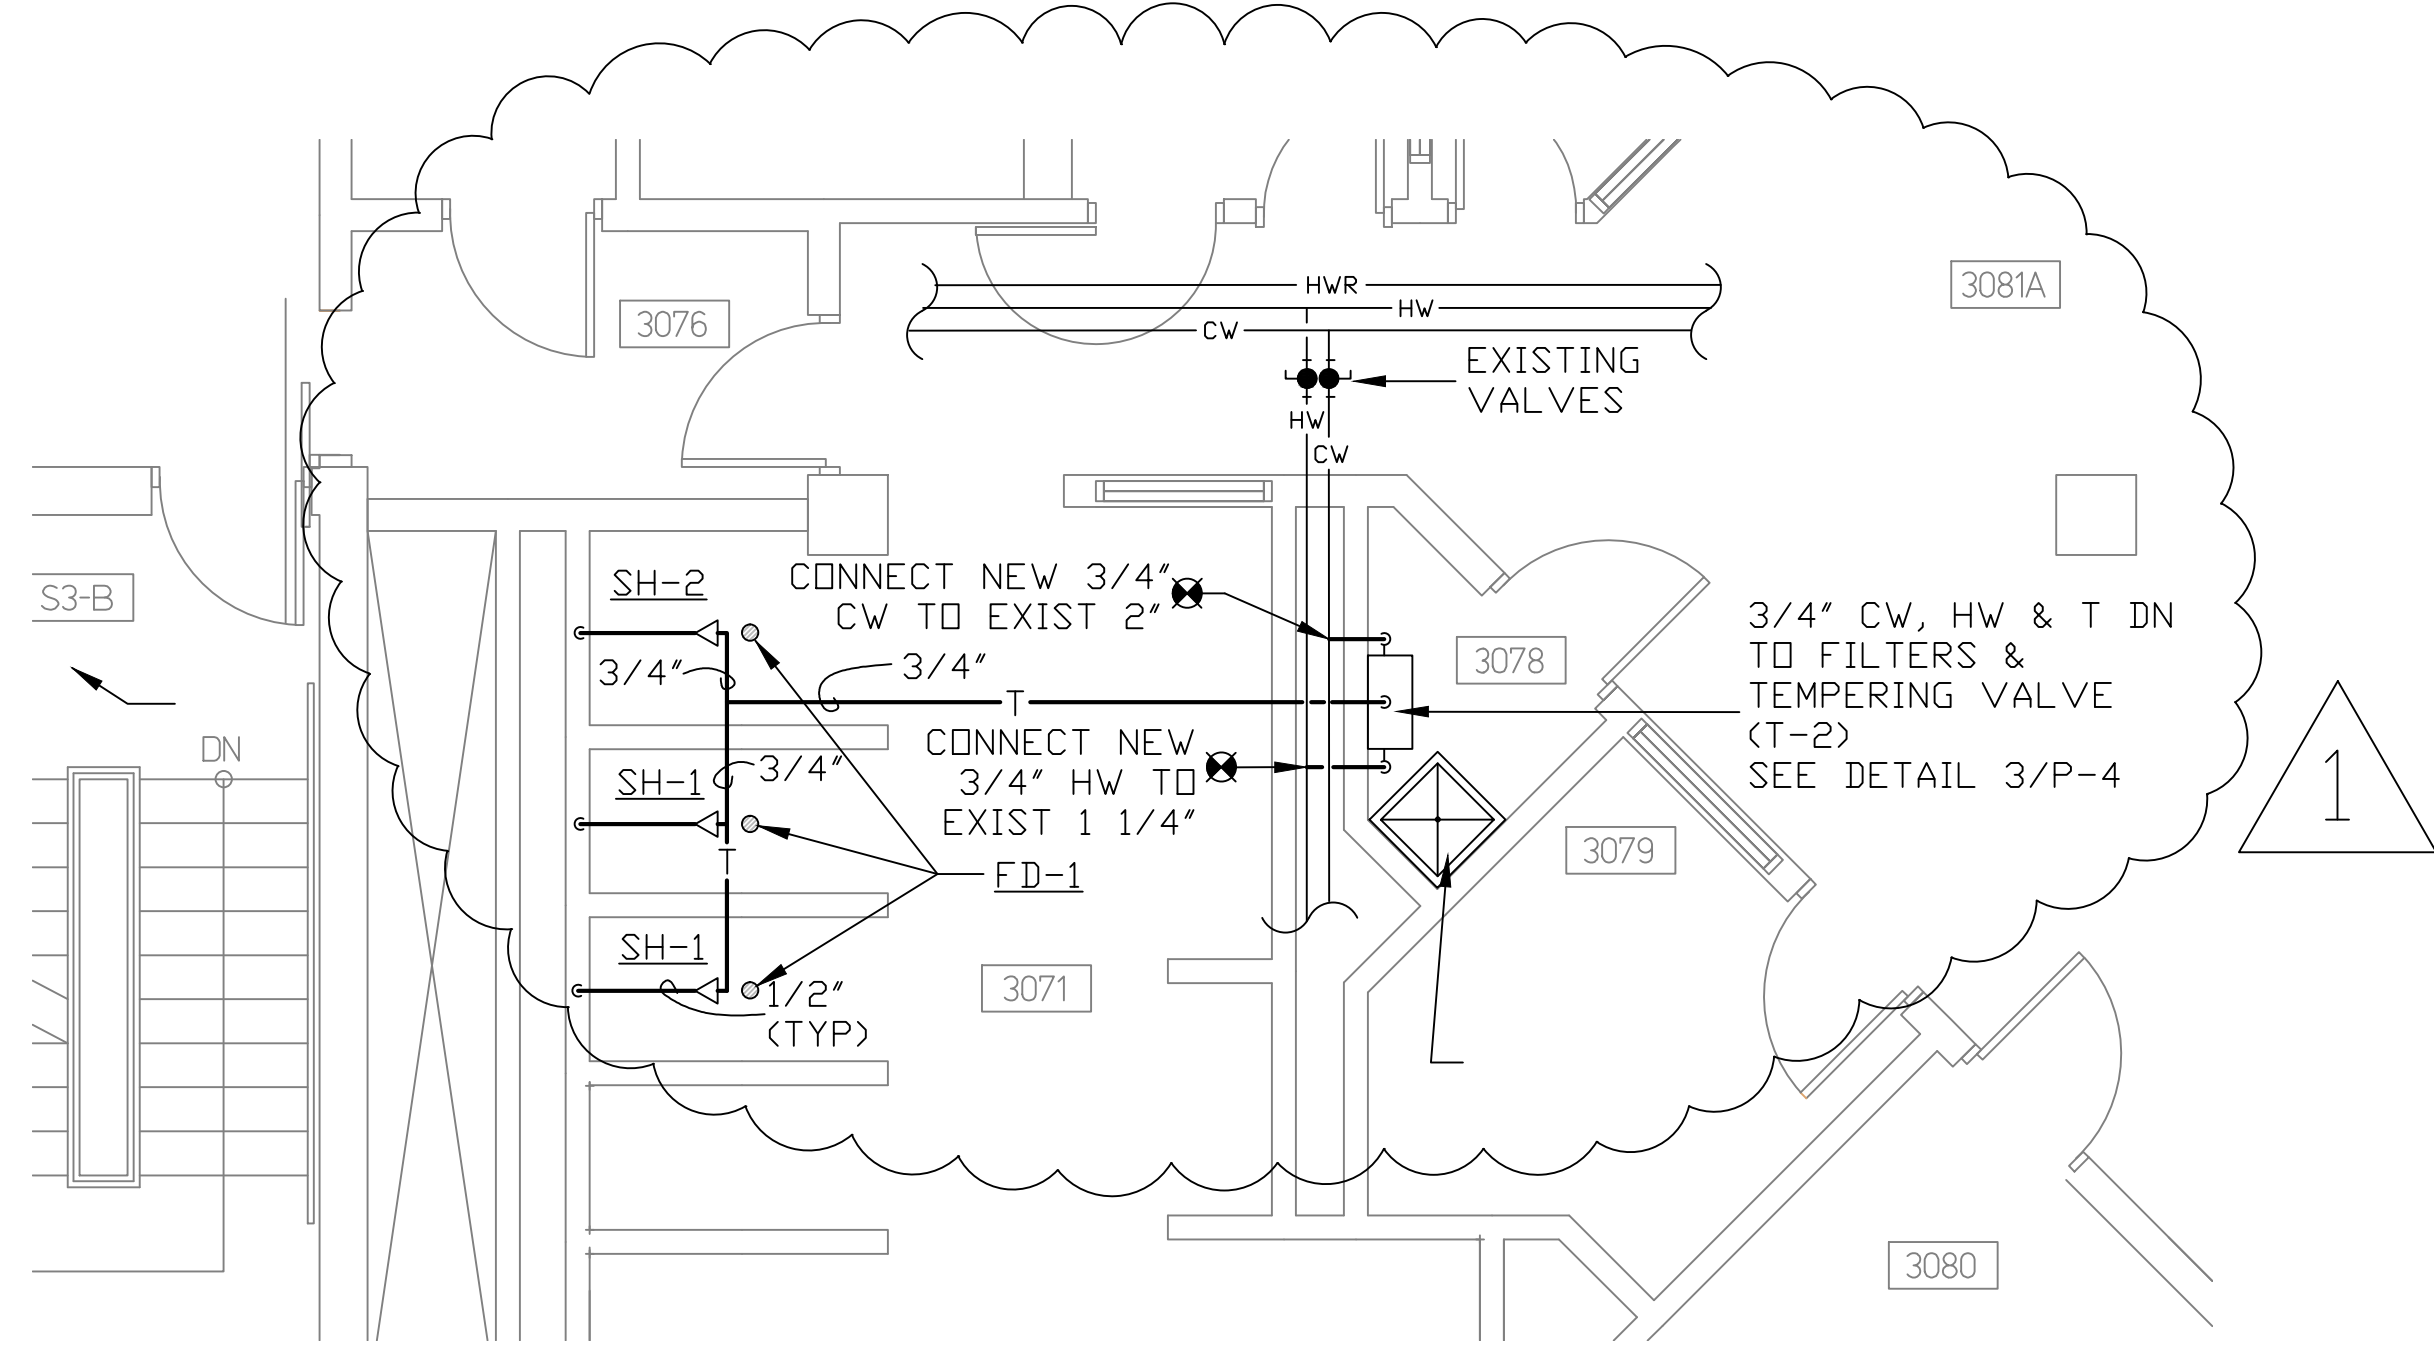 3081A
HWR
HW
CW
3076
EXISTING
VALVES
HW
CW
S3-B
SH-2
CONNECT NEW 3/4"
CW TO EXIST 2"
3/4"
3/4"
T
3078
3/4" CW, HW & T DN
TO FILTERS &
TEMPERING VALVE
(T-2)
SEE DETAIL 3/P-4
1
DN
CONNECT NEW
3/4" HW TO
EXIST 1 1/4"
SH-1
3/4"
T
3079
FD-1
SH-1
1/2"
(TYP)
3071
3080